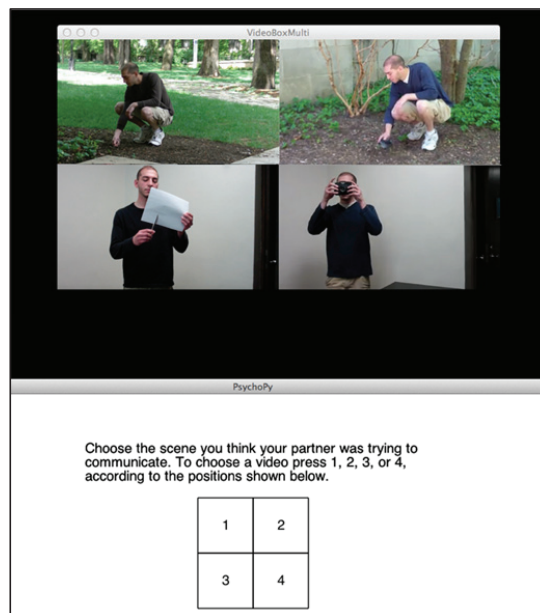 VideoBoxMulti
PsychoPy
Choose the scene you think your partner was trying to
communicate. To choose a video press 1, 2, 3, or 4,
according to the positions shown below.
1 2
3 4